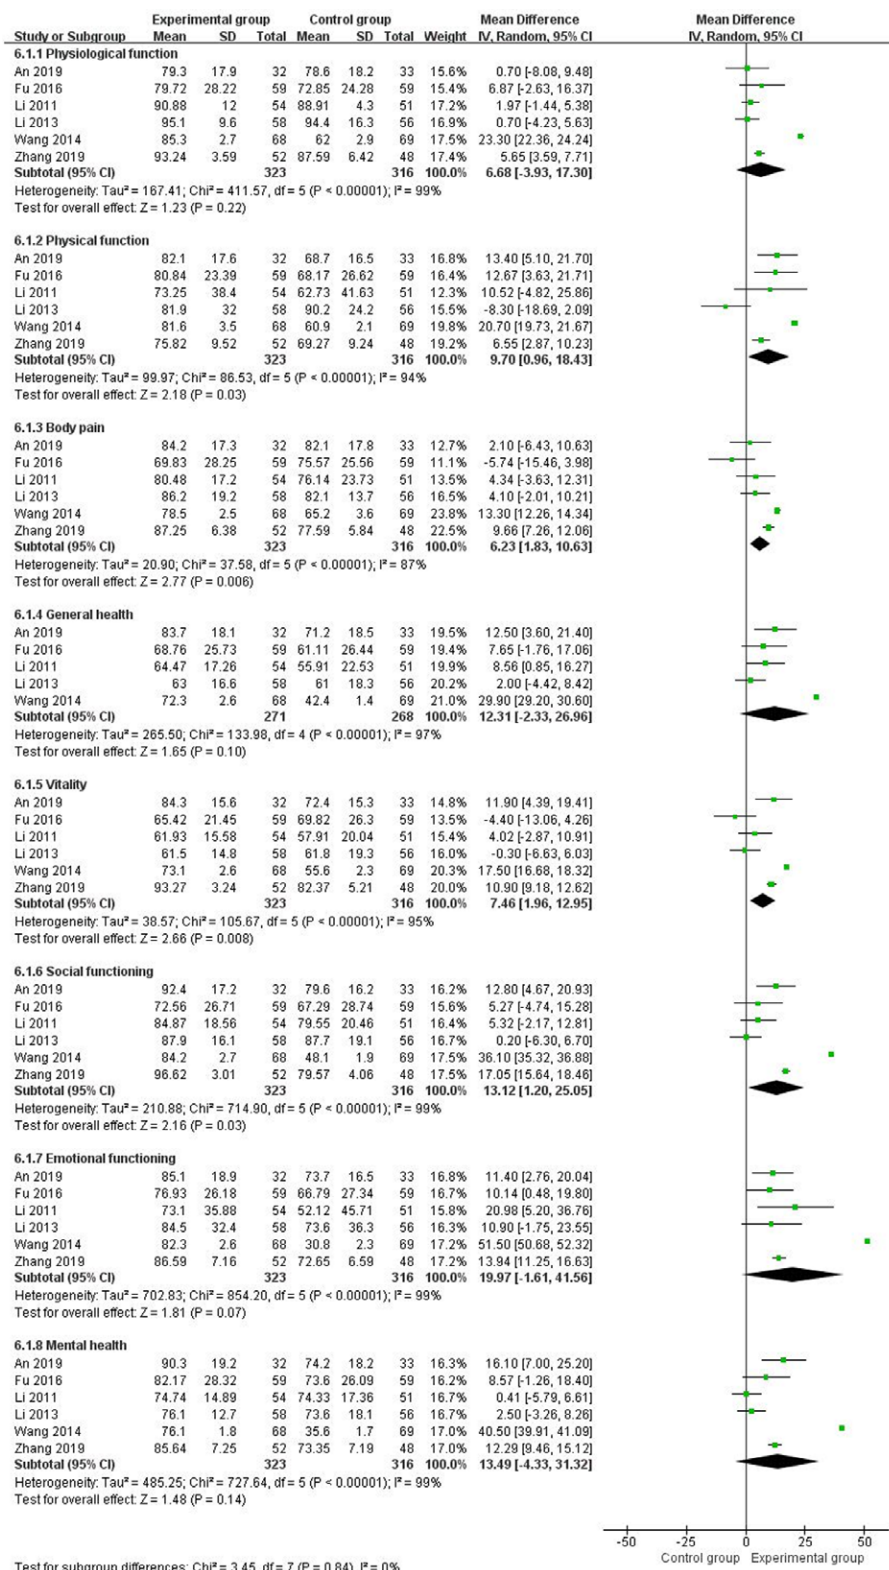 Experimental group Control group Mean Difference Mean Difference
Study or Subgroup Mean SD Total Mean SD Total Weight IV, Random, 95% CI IV, Random, 95% CI
6.1.1 Physiological function
An 2019 79.3 17.9 32 78.6 18.2 33 15.6% 0.70 [-8.08, 9.48]
Fu 2016 79.72 28.22 59 72.85 24.28 59 15.4% 6.87 [-2.63, 16.37]
Li 2011 90.88 12 54 88.91 4.3 51 17.2% 1.97 [-1.44, 5.38]
Li 2013 95.1 9.6 58 94.4 16.3 56 16.9% 0.70 [-4.23, 5.63]
Wang 2014 85.3 2.7 68 62 2.9 69 17.5% 23.30 [22.36, 24.24]
Zhang 2019 93.24 3.59 52 87.59 6.42 48 17.4% 5.65 [3.59, 7.71]
Subtotal (95% CI) 323 316 100.0% 6.68 [-3.93, 17.30]
Heterogeneity: Tau² = 167.41; Chi² = 411.57, df = 5 (P < 0.00001); I² = 99%
Test for overall effect: Z = 1.23 (P = 0.22)
6.1.2 Physical function
An 2019 82.1 17.6 32 68.7 16.5 33 16.8% 13.40 [5.10, 21.70]
Fu 2016 80.84 23.39 59 68.17 26.62 59 16.4% 12.67 [3.63, 21.71]
Li 2011 73.25 38.4 54 62.73 41.63 51 12.3% 10.52 [-4.82, 25.86]
Li 2013 81.9 32 58 90.2 24.2 56 15.5% -8.30 [-18.69, 2.09]
Wang 2014 81.6 3.5 68 60.9 2.1 69 19.8% 20.70 [19.73, 21.67]
Zhang 2019 75.82 9.52 52 69.27 9.24 48 19.2% 6.55 [2.87, 10.23]
Subtotal (95% CI) 323 316 100.0% 9.70 [0.96, 18.43]
Heterogeneity: Tau² = 99.97; Chi² = 86.53, df = 5 (P < 0.00001); I² = 94%
Test for overall effect: Z = 2.18 (P = 0.03)
6.1.3 Body pain
An 2019 84.2 17.3 32 82.1 17.8 33 12.7% 2.10 [-6.43, 10.63]
Fu 2016 69.83 28.25 59 75.57 25.56 59 11.1% -5.74 [-15.46, 3.98]
Li 2011 80.48 17.2 54 76.14 23.73 51 13.5% 4.34 [-3.63, 12.31]
Li 2013 86.2 19.2 58 82.1 13.7 56 16.5% 4.10 [-2.01, 10.21]
Wang 2014 78.5 2.5 68 65.2 3.6 69 23.8% 13.30 [12.26, 14.34]
Zhang 2019 87.25 6.38 52 77.59 5.84 48 22.5% 9.66 [7.26, 12.06]
Subtotal (95% CI) 323 316 100.0% 6.23 [1.83, 10.63]
Heterogeneity: Tau² = 20.90; Chi² = 37.58, df = 5 (P < 0.00001); I² = 87%
Test for overall effect: Z = 2.77 (P = 0.006)
6.1.4 General health
An 2019 83.7 18.1 32 71.2 18.5 33 19.5% 12.50 [3.60, 21.40]
Fu 2016 68.76 25.73 59 61.11 26.44 59 19.4% 7.65 [-1.76, 17.06]
Li 2011 64.47 17.26 54 55.91 22.53 51 19.9% 8.56 [0.85, 16.27]
Li 2013 63 16.6 58 61 18.3 56 20.2% 2.00 [-4.42, 8.42]
Wang 2014 72.3 2.6 68 42.4 1.4 69 21.0% 29.90 [29.20, 30.60]
Subtotal (95% CI) 271 268 100.0% 12.31 [-2.33, 26.96]
Heterogeneity: Tau² = 265.50; Chi² = 133.98, df = 4 (P < 0.00001); I² = 97%
Test for overall effect: Z = 1.65 (P = 0.10)
6.1.5 Vitality
An 2019 84.3 15.6 32 72.4 15.3 33 14.8% 11.90 [4.39, 19.41]
Fu 2016 65.42 21.45 59 69.82 26.3 59 13.5% -4.40 [-13.06, 4.26]
Li 2011 61.93 15.58 54 57.91 20.04 51 15.4% 4.02 [-2.87, 10.91]
Li 2013 61.5 14.8 58 61.8 19.3 56 16.0% -0.30 [-6.63, 6.03]
Wang 2014 73.1 2.6 68 55.6 2.3 69 20.3% 17.50 [16.68, 18.32]
Zhang 2019 93.27 3.24 52 82.37 5.21 48 20.0% 10.90 [9.18, 12.62]
Subtotal (95% CI) 323 316 100.0% 7.46 [1.96, 12.95]
Heterogeneity: Tau² = 38.57; Chi² = 105.67, df = 5 (P < 0.00001); I² = 95%
Test for overall effect: Z = 2.66 (P = 0.008)
6.1.6 Social functioning
An 2019 92.4 17.2 32 79.6 16.2 33 16.2% 12.80 [4.67, 20.93]
Fu 2016 72.56 26.71 59 67.29 28.74 59 15.6% 5.27 [-4.74, 15.28]
Li 2011 84.87 18.56 54 79.55 20.46 51 16.4% 5.32 [-2.17, 12.81]
Li 2013 87.9 16.1 58 87.7 19.1 56 16.7% 0.20 [-6.30, 6.70]
Wang 2014 84.2 2.7 68 48.1 1.9 69 17.5% 36.10 [35.32, 36.88]
Zhang 2019 96.62 3.01 52 79.57 4.06 48 17.5% 17.05 [15.64, 18.46]
Subtotal (95% CI) 323 316 100.0% 13.12 [1.20, 25.05]
Heterogeneity: Tau² = 210.88; Chi² = 714.90, df = 5 (P < 0.00001); I² = 99%
Test for overall effect: Z = 2.16 (P = 0.03)
6.1.7 Emotional functioning
An 2019 85.1 18.9 32 73.7 16.5 33 16.8% 11.40 [2.76, 20.04]
Fu 2016 76.93 26.18 59 66.79 27.34 59 16.7% 10.14 [0.48, 19.80]
Li 2011 73.1 35.88 54 52.12 45.71 51 15.8% 20.98 [5.20, 36.76]
Li 2013 84.5 32.4 58 73.6 36.3 56 16.3% 10.90 [-1.75, 23.55]
Wang 2014 82.3 2.6 68 30.8 2.3 69 17.2% 51.50 [50.68, 52.32]
Zhang 2019 86.59 7.16 52 72.65 6.59 48 17.2% 13.94 [11.25, 16.63]
Subtotal (95% CI) 323 316 100.0% 19.97 [-1.61, 41.56]
Heterogeneity: Tau² = 702.83; Chi² = 854.20, df = 5 (P < 0.00001); I² = 99%
Test for overall effect: Z = 1.81 (P = 0.07)
6.1.8 Mental health
An 2019 90.3 19.2 32 74.2 18.2 33 16.3% 16.10 [7.00, 25.20]
Fu 2016 82.17 28.32 59 73.6 26.09 59 16.2% 8.57 [-1.26, 18.40]
Li 2011 74.74 14.89 54 74.33 17.36 51 16.7% 0.41 [-5.79, 6.61]
Li 2013 76.1 12.7 58 73.6 18.1 56 16.8% 2.50 [-3.26, 8.26]
Wang 2014 76.1 1.8 68 35.6 1.7 69 17.0% 40.50 [39.91, 41.09]
Zhang 2019 85.64 7.25 52 73.35 7.19 48 17.0% 12.29 [9.46, 15.12]
Subtotal (95% CI) 323 316 100.0% 13.49 [-4.33, 31.32]
Heterogeneity: Tau² = 485.25; Chi² = 727.64, df = 5 (P < 0.00001); I² = 99%
Test for overall effect: Z = 1.48 (P = 0.14)
-50 -25 0 25 50
Control group Experimental group
Test for subgroup differences: Chi² = 3.45, df = 7 (P = 0.84), I² = 0%